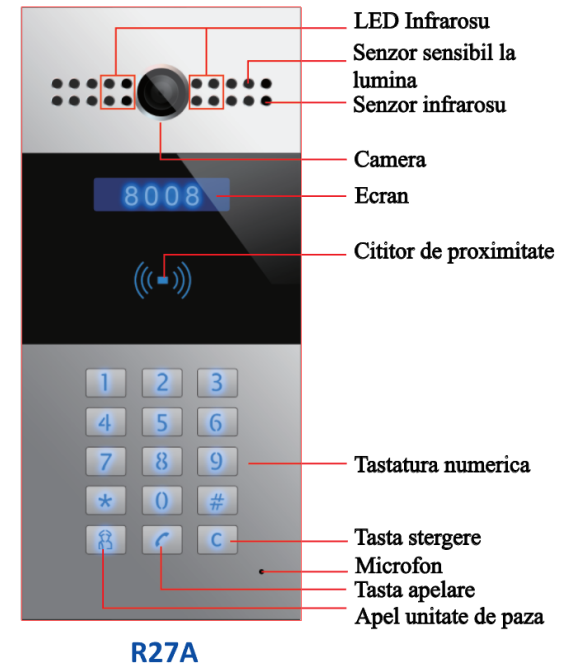 LED Infrarosu
Senzor sensibil la
lumina
Senzor infrarosu
Camera
8008
Ecran
Cititor de proximitate
1 2 3
4 5 6
7 8 9
Tastatura numerica
* 0 #
C
Tasta stergere
Microfon
Tasta apelare
Apel unitate de paza
R27A